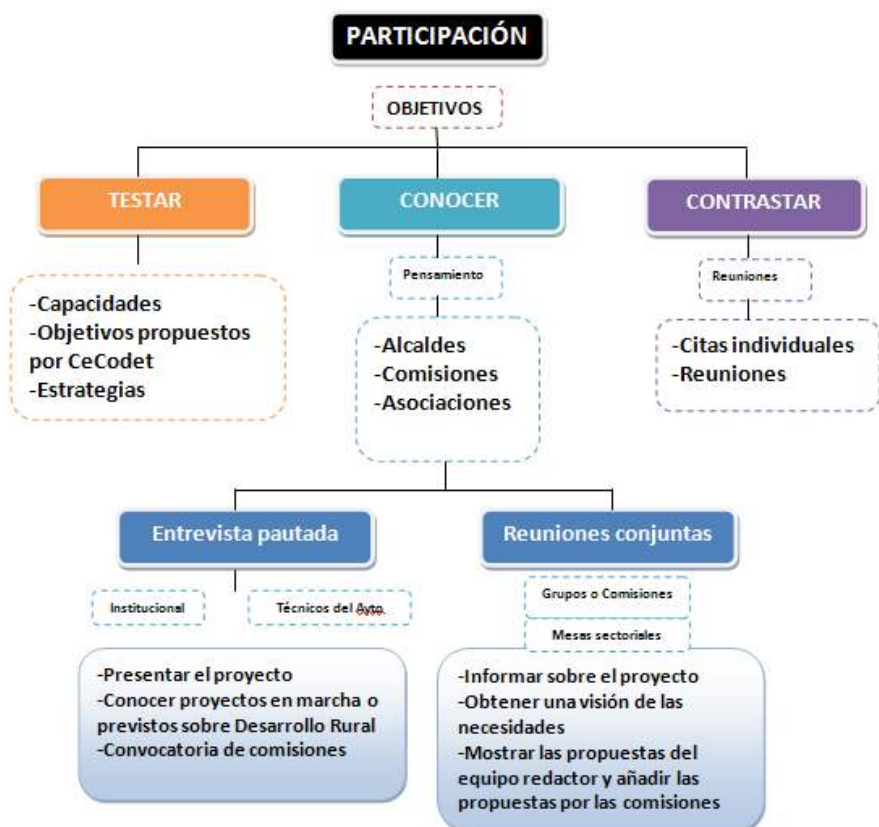 PARTICIPACIÓN
OBJETIVOS
TESTAR
CONOCER
CONTRASTAR
Pensamiento
Reuniones
-Capacidades
-Objetivos propuestos
por CeCodet
-Estrategias
-Alcaldes
-Comisiones
-Asociaciones
-Citas individuales
-Reuniones
Entrevista pautada
Reuniones conjuntas
Institucional
Técnicos del Ayto.
Grupos o Comisiones
Mesas sectoriales
-Presentar el proyecto
-Conocer proyectos en marcha o
previstos sobre Desarrollo Rural
-Convocatoria de comisiones
-Informar sobre el proyecto
-Obtener una visión de las
necesidades
-Mostrar las propuestas del
equipo redactor y añadir las
propuestas por las comisiones